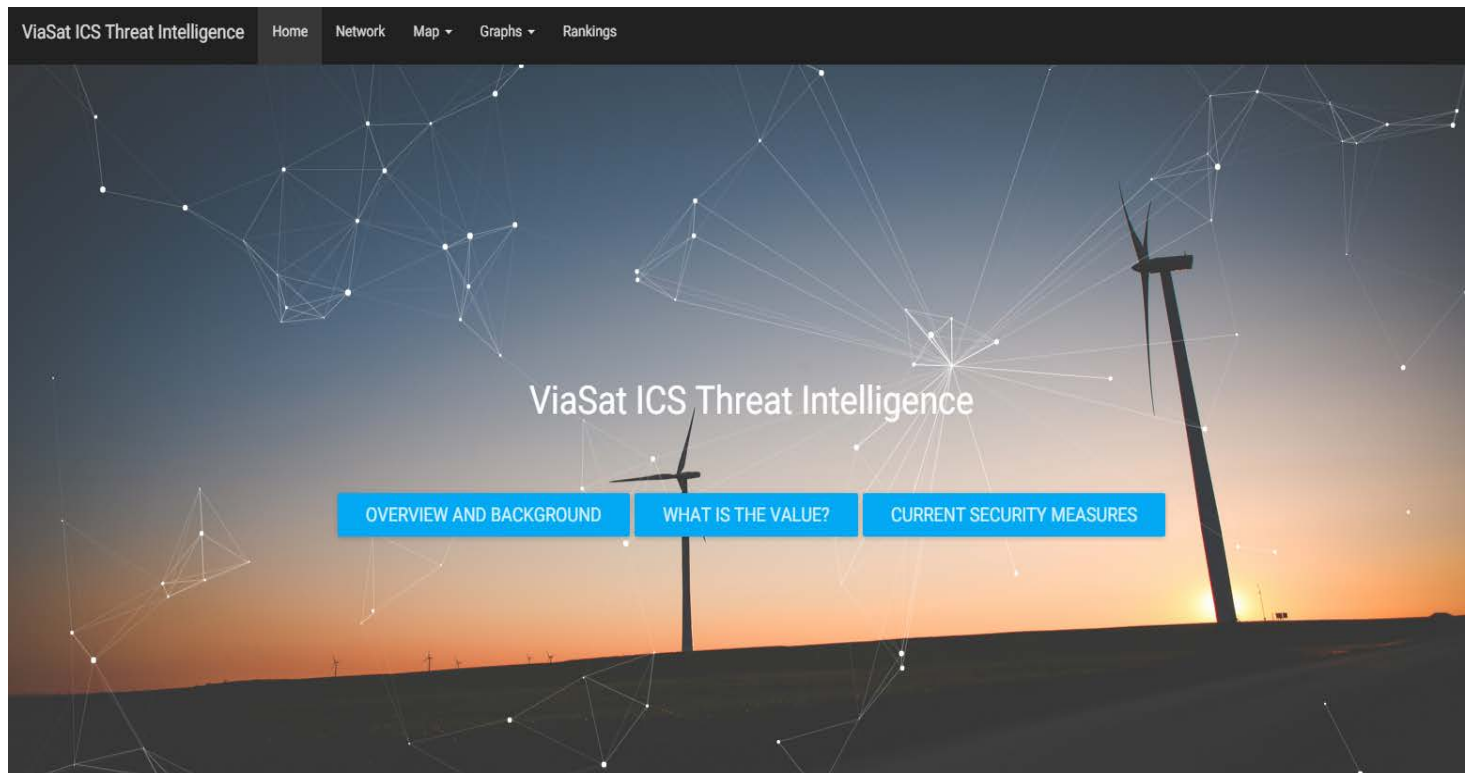 ViaSat ICS Threat Intelligence Home Network Map Graphs Rankings
ViaSat ICS Threat Intelligence
OVERVIEW AND BACKGROUND WHAT IS THE VALUE? CURRENT SECURITY MEASURES